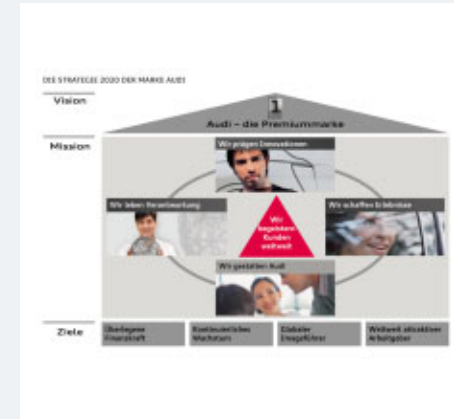 DIE STRATEGIE 2020 DER MARKE AUDI
Vision
1
Audi – die Premiummarke
Mission
Wir prägen Innovationen
Wir leben Verantwortung
Wir schaffen Erlebnisse
Wir
begeistern
Kunden
weltweit
Wir gestalten Audi
Ziele
Überlegene
Finanzkraft
Kontinuierliches
Wachstum
Globaler
Imageführer
Weltweit attraktiver
Arbeitgeber